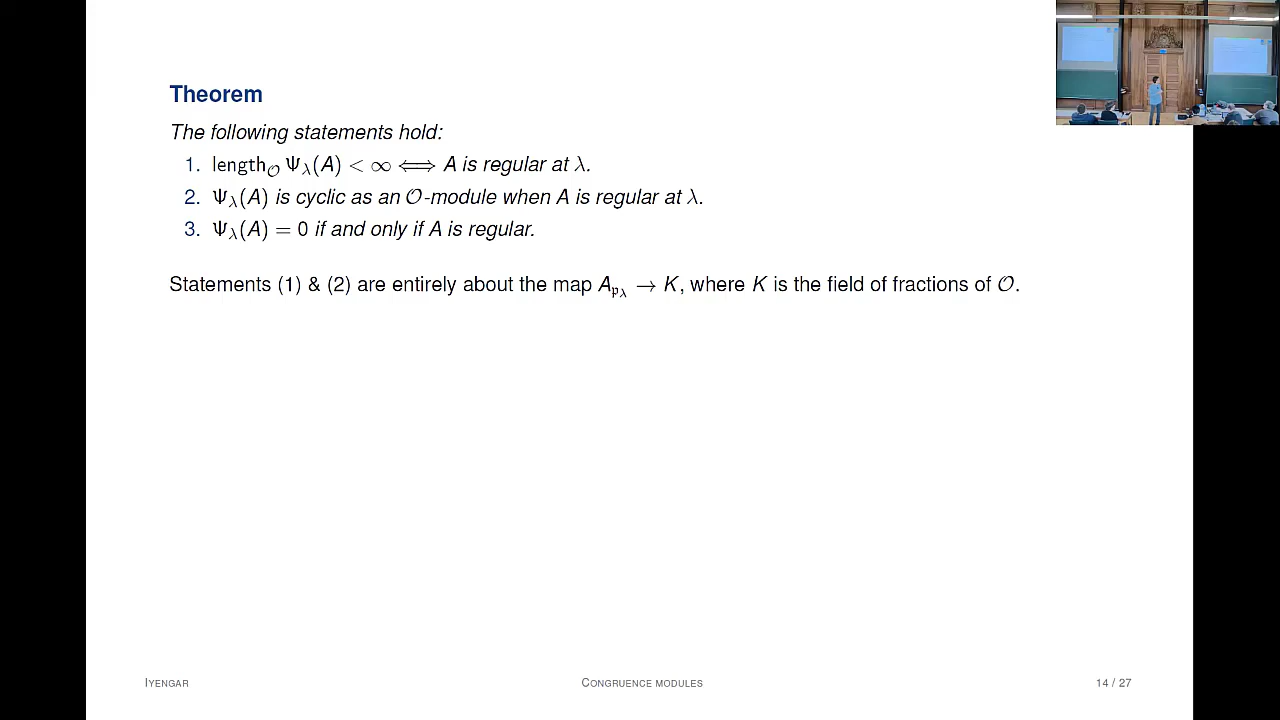 Theorem
The following statements hold:
1. length_𝒪 Ψ_λ(A) < ∞ ⟺ A is regular at λ.
2. Ψ_λ(A) is cyclic as an 𝒪-module when A is regular at λ.
3. Ψ_λ(A) = 0 if and only if A is regular.
Statements (1) & (2) are entirely about the map A_{𝔭_λ} → K, where K is the field of fractions of 𝒪.
IYENGAR
CONGRUENCE MODULES
14 / 27